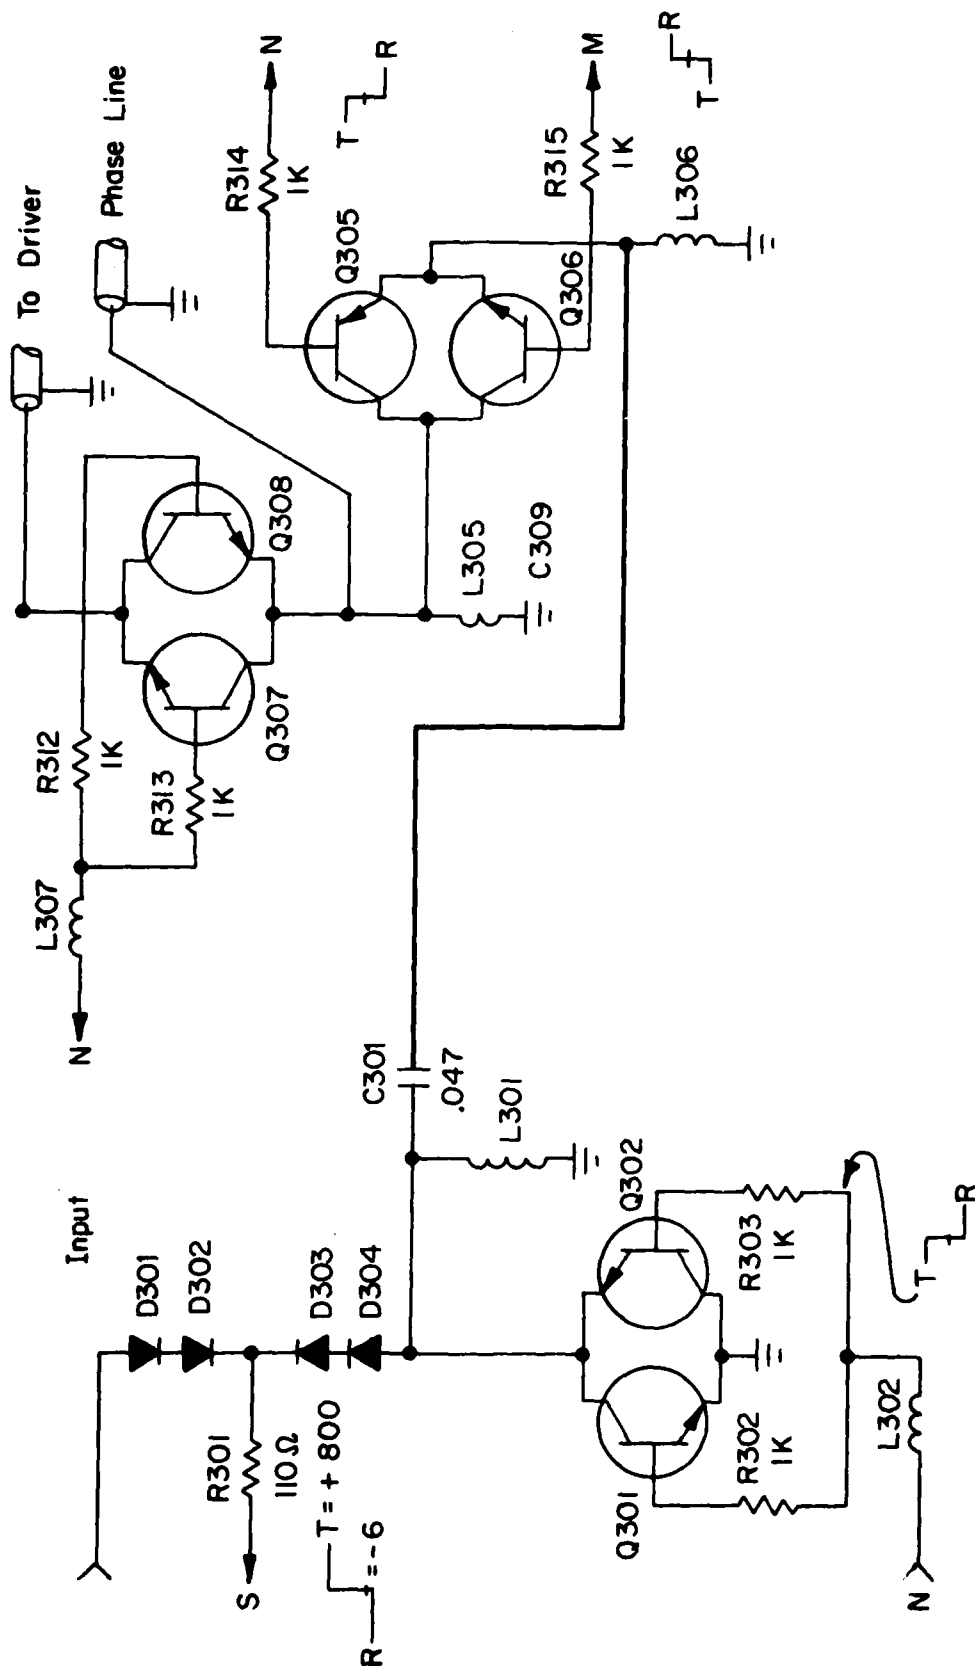 To Driver
Phase Line
N
R314
1K
T
R
Q305
M
R315
1K
T
R
Q306
L306
Q308
L305
C309
R312
1K
R313
1K
Q307
L307
N
C301
.047
L301
Input
D301
D302
D303
D304
R301
110Ω
S
T = + 800
R
= -6
Q302
R303
1K
T
R
Q301
R302
1K
L302
N